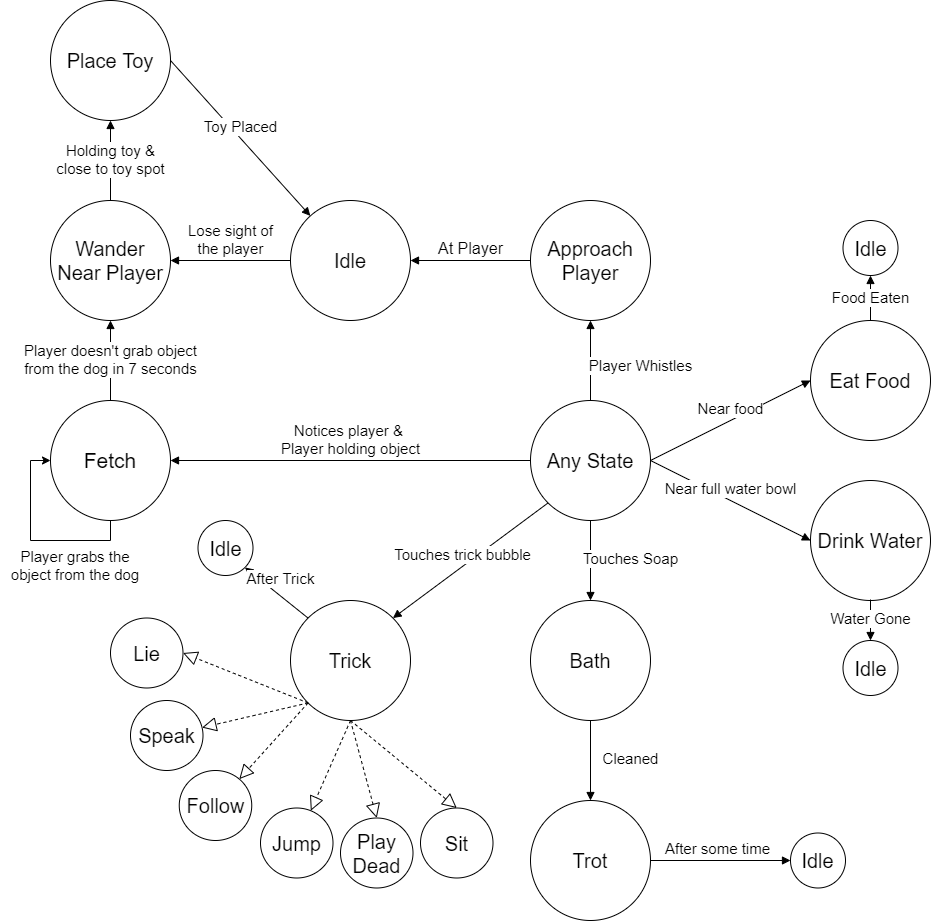 Place Toy
Toy Placed
Holding toy &
close to toy spot
Wander
Near Player
Lose sight of
the player
Idle
At Player
Approach
Player
Idle
Food Eaten
Player doesn't grab object
from the dog in 7 seconds
Player Whistles
Eat Food
Near food
Fetch
Notices player &
Player holding object
Any State
Near full water bowl
Drink Water
Player grabs the
object from the dog
Idle
After Trick
Touches trick bubble
Touches Soap
Water Gone
Idle
Lie
Trick
Bath
Speak
Follow
Jump
Play
Dead
Sit
Cleaned
Trot
After some time
Idle